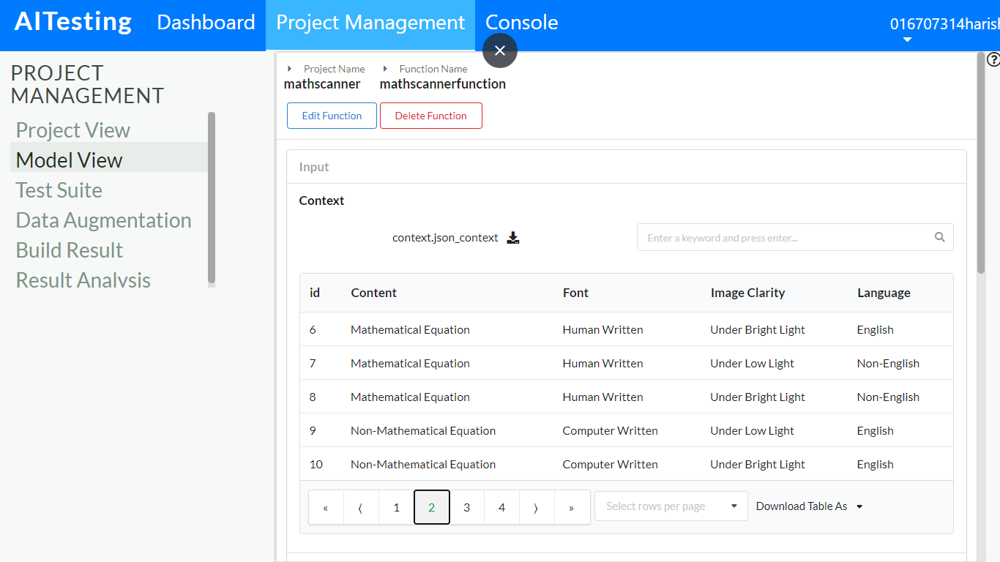 AITesting Dashboard Project Management Console 016707314harish
PROJECT
MANAGEMENT
Project View
Model View
Test Suite
Data Augmentation
Build Result
Result Analysis
Project Name Function Name
mathscanner mathscannerfunction
Edit Function Delete Function
Input
Context
context.json_context Enter a keyword and press enter...
id Content Font Image Clarity Language
6 Mathematical Equation Human Written Under Bright Light English
7 Mathematical Equation Human Written Under Low Light Non-English
8 Mathematical Equation Human Written Under Bright Light Non-English
9 Non-Mathematical Equation Computer Written Under Low Light English
10 Non-Mathematical Equation Computer Written Under Bright Light English
« ⟨ 1 2 3 4 ⟩ » Select rows per page Download Table As